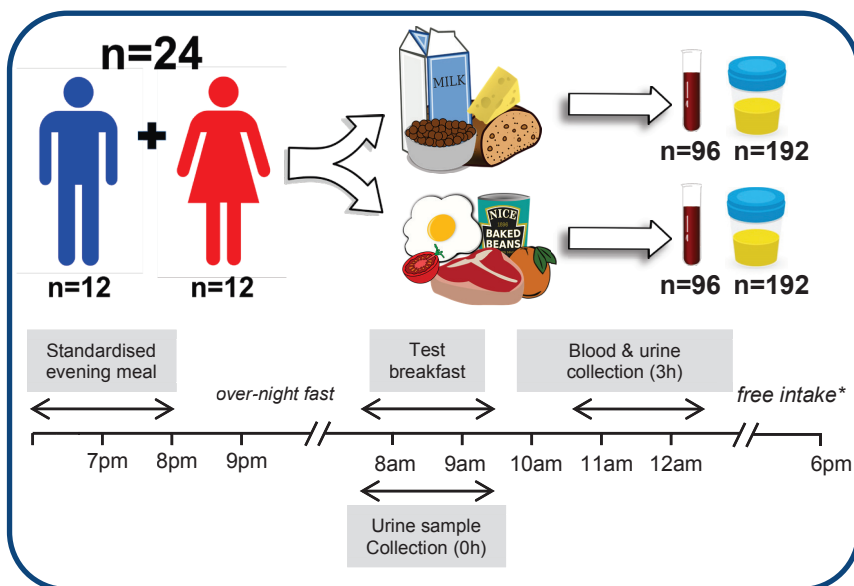 n=24
+
n=12
n=12
MILK
NICE
BAKED
BEANS
n=96 n=192
n=96 n=192
Standardised
evening meal
over-night fast
Test
breakfast
Blood & urine
collection (3h)
free intake*
7pm
8pm
9pm
8am
9am
10am
11am
12am
6pm
Urine sample
Collection (0h)